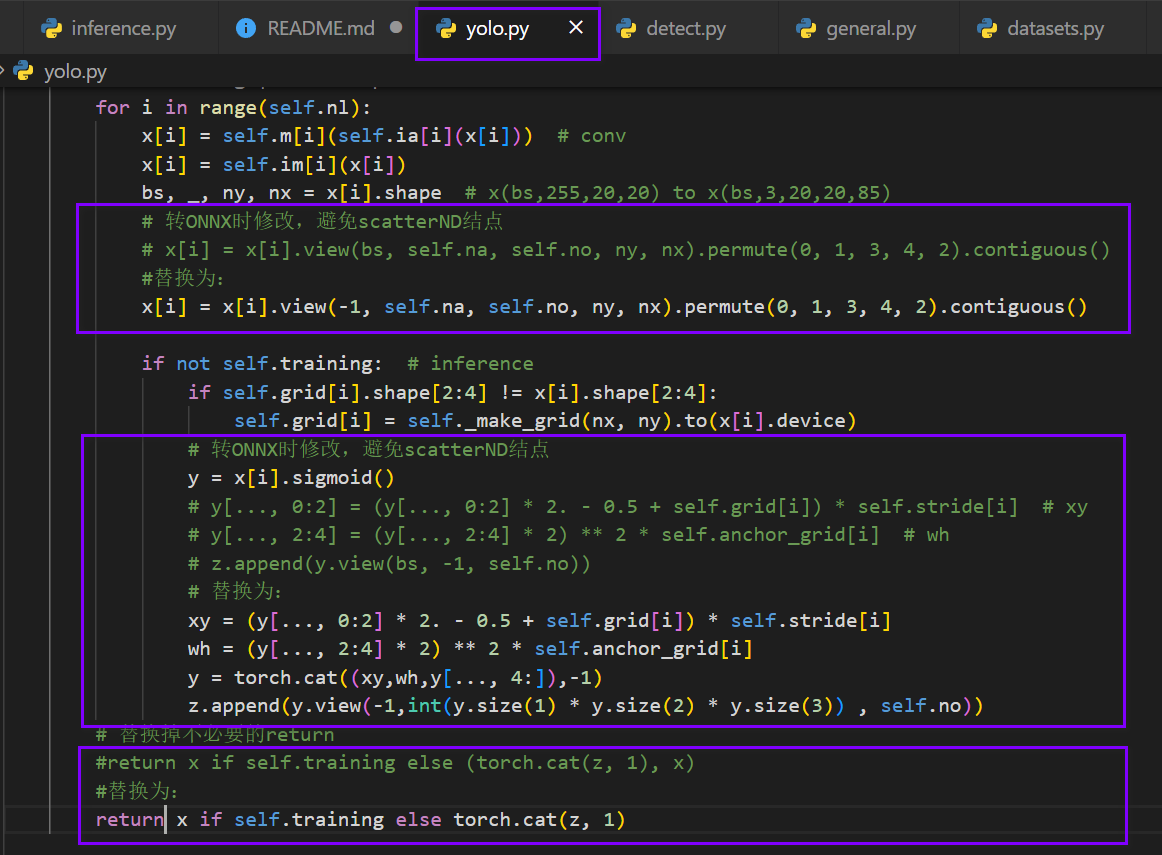 inference.py README.md yolo.py detect.py general.py datasets.py
yolo.py
for i in range(self.nl):
x[i] = self.m[i](self.ia[i](x[i]))  # conv
x[i] = self.im[i](x[i])
bs, _, ny, nx = x[i].shape  # x(bs,255,20,20) to x(bs,3,20,20,85)
# 转ONNX时修改，避免scatterND结点
# x[i] = x[i].view(bs, self.na, self.no, ny, nx).permute(0, 1, 3, 4, 2).contiguous()
#替换为:
x[i] = x[i].view(-1, self.na, self.no, ny, nx).permute(0, 1, 3, 4, 2).contiguous()
if not self.training:  # inference
if self.grid[i].shape[2:4] != x[i].shape[2:4]:
self.grid[i] = self._make_grid(nx, ny).to(x[i].device)
# 转ONNX时修改，避免scatterND结点
y = x[i].sigmoid()
# y[..., 0:2] = (y[..., 0:2] * 2. - 0.5 + self.grid[i]) * self.stride[i]  # xy
# y[..., 2:4] = (y[..., 2:4] * 2) ** 2 * self.anchor_grid[i]  # wh
# z.append(y.view(bs, -1, self.no))
# 替换为:
xy = (y[..., 0:2] * 2. - 0.5 + self.grid[i]) * self.stride[i]
wh = (y[..., 2:4] * 2) ** 2 * self.anchor_grid[i]
y = torch.cat((xy,wh,y[..., 4:]),-1)
z.append(y.view(-1,int(y.size(1) * y.size(2) * y.size(3)) , self.no))
# 替换掉不必要的return
#return x if self.training else (torch.cat(z, 1), x)
#替换为:
return x if self.training else torch.cat(z, 1)